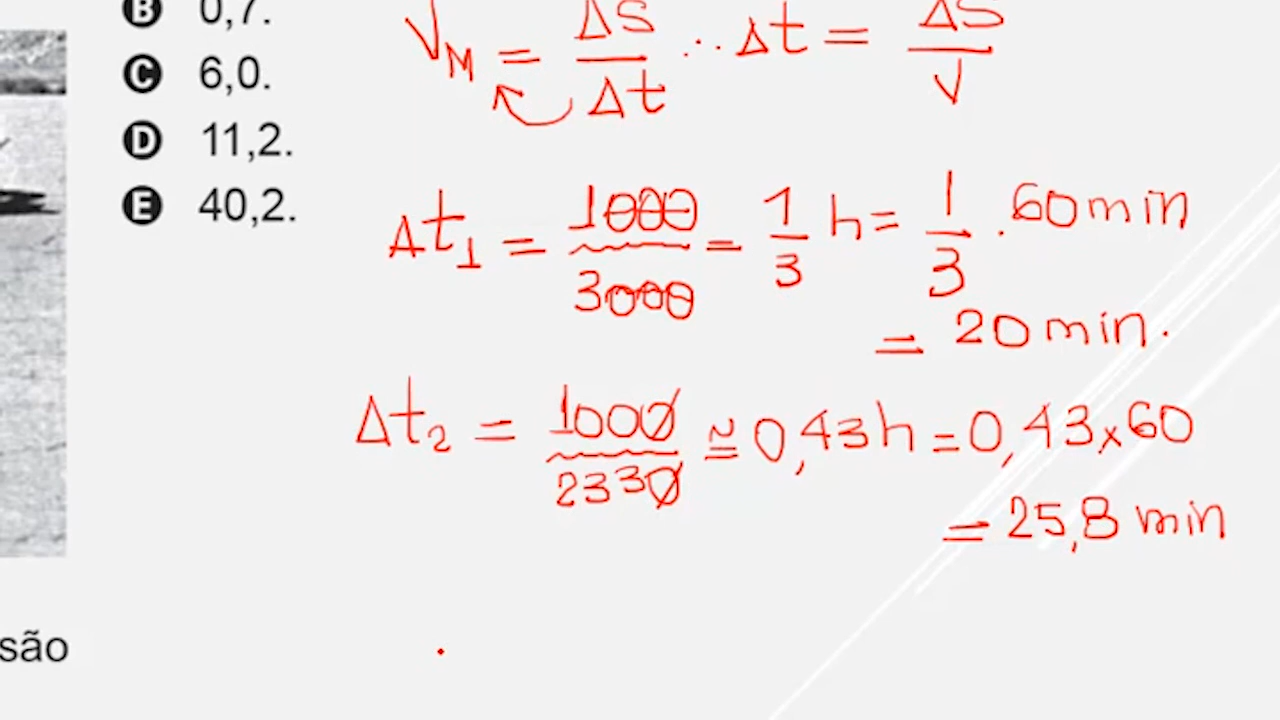 B 0,7.
C 6,0.
D 11,2.
E 40,2.
VM = ΔS/Δt ∴ Δt = ΔS/V
Δt1 = 1000/3000 = 1/3 h = 1/3 . 60 min
= 20 min.
Δt2 = 1000/2330 ≅ 0,43 h = 0,43 x 60
= 25,8 min
são